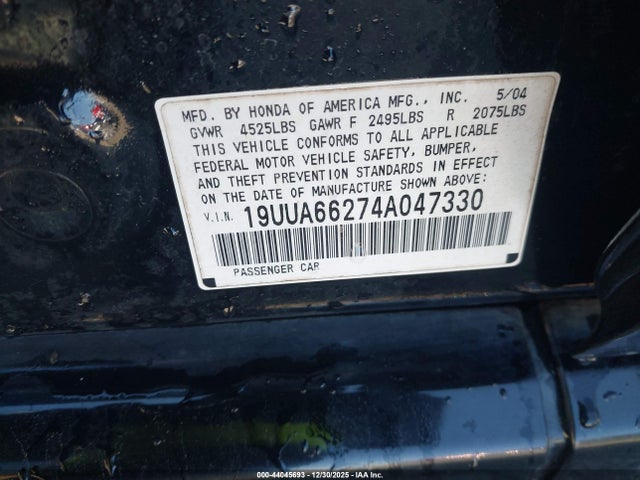 MFD. BY HONDA OF AMERICA MFG., INC. 5/04
GVWR 4525LBS GAWR F 2495LBS R 2075LBS
THIS VEHICLE CONFORMS TO ALL APPLICABLE
FEDERAL MOTOR VEHICLE SAFETY, BUMPER,
AND THEFT PREVENTION STANDARDS IN EFFECT
ON THE DATE OF MANUFACTURE SHOWN ABOVE:
V.I.N. 19UUA66274A047330
PASSENGER CAR
000-44045693 - 12/30/2025 - IAAI.COM